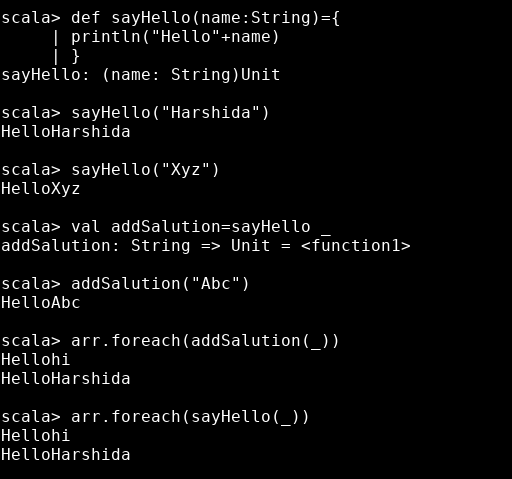 scala> def sayHello(name:String)={
     | println("Hello"+name)
     | }
sayHello: (name: String)Unit
scala> sayHello("Harshida")
HelloHarshida
scala> sayHello("Xyz")
HelloXyz
scala> val addSalution=sayHello _
addSalution: String => Unit = <function1>
scala> addSalution("Abc")
HelloAbc
scala> arr.foreach(addSalution(_))
Hellohi
HelloHarshida
scala> arr.foreach(sayHello(_))
Hellohi
HelloHarshida